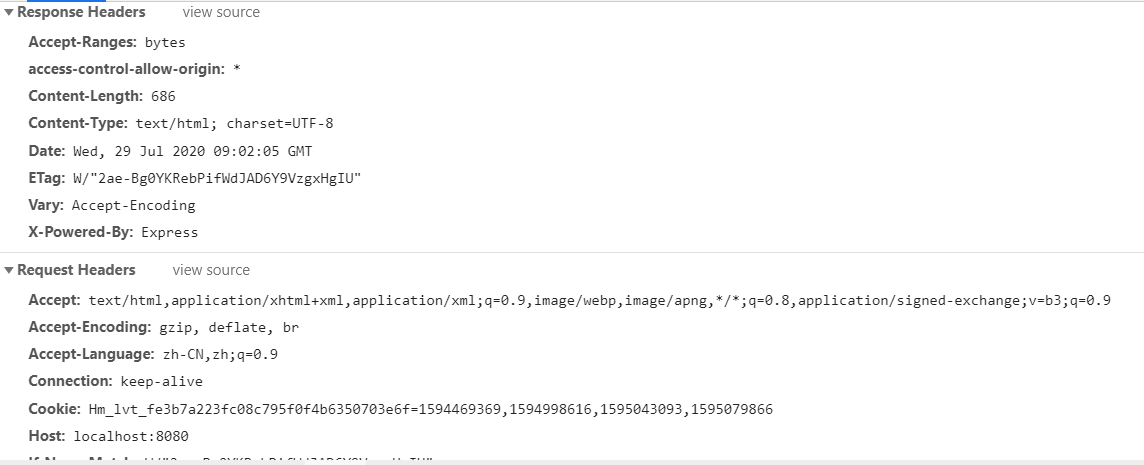 Response Headers view source
Accept-Ranges: bytes
access-control-allow-origin: *
Content-Length: 686
Content-Type: text/html; charset=UTF-8
Date: Wed, 29 Jul 2020 09:02:05 GMT
ETag: W/"2ae-Bg0YKRebPifWdJAD6Y9VzgxHgIU"
Vary: Accept-Encoding
X-Powered-By: Express
Request Headers view source
Accept: text/html,application/xhtml+xml,application/xml;q=0.9,image/webp,image/apng,*/*;q=0.8,application/signed-exchange;v=b3;q=0.9
Accept-Encoding: gzip, deflate, br
Accept-Language: zh-CN,zh;q=0.9
Connection: keep-alive
Cookie: Hm_lvt_fe3b7a223fc08c795f0f4b6350703e6f=1594469369,1594998616,1595043093,1595079866
Host: localhost:8080